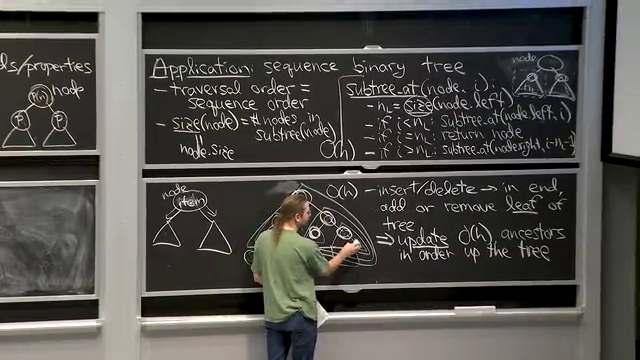 ds/properties
node
P
P
Application: sequence binary tree
- traversal order =
sequence order
- size(node) = # nodes in
subtree(node)
node.size
O(h)
subtree_at(node, i):
- nL = size(node.left)
- if i < nL: subtree_at(node.left, i)
- if i = nL: return node
- if i > nL: subtree_at(node.right, i-nL-1)
node
nL
node
item
O(h)
- insert/delete → in end,
add or remove leaf of
tree
⇒ update O(h) ancestors
in order up the tree